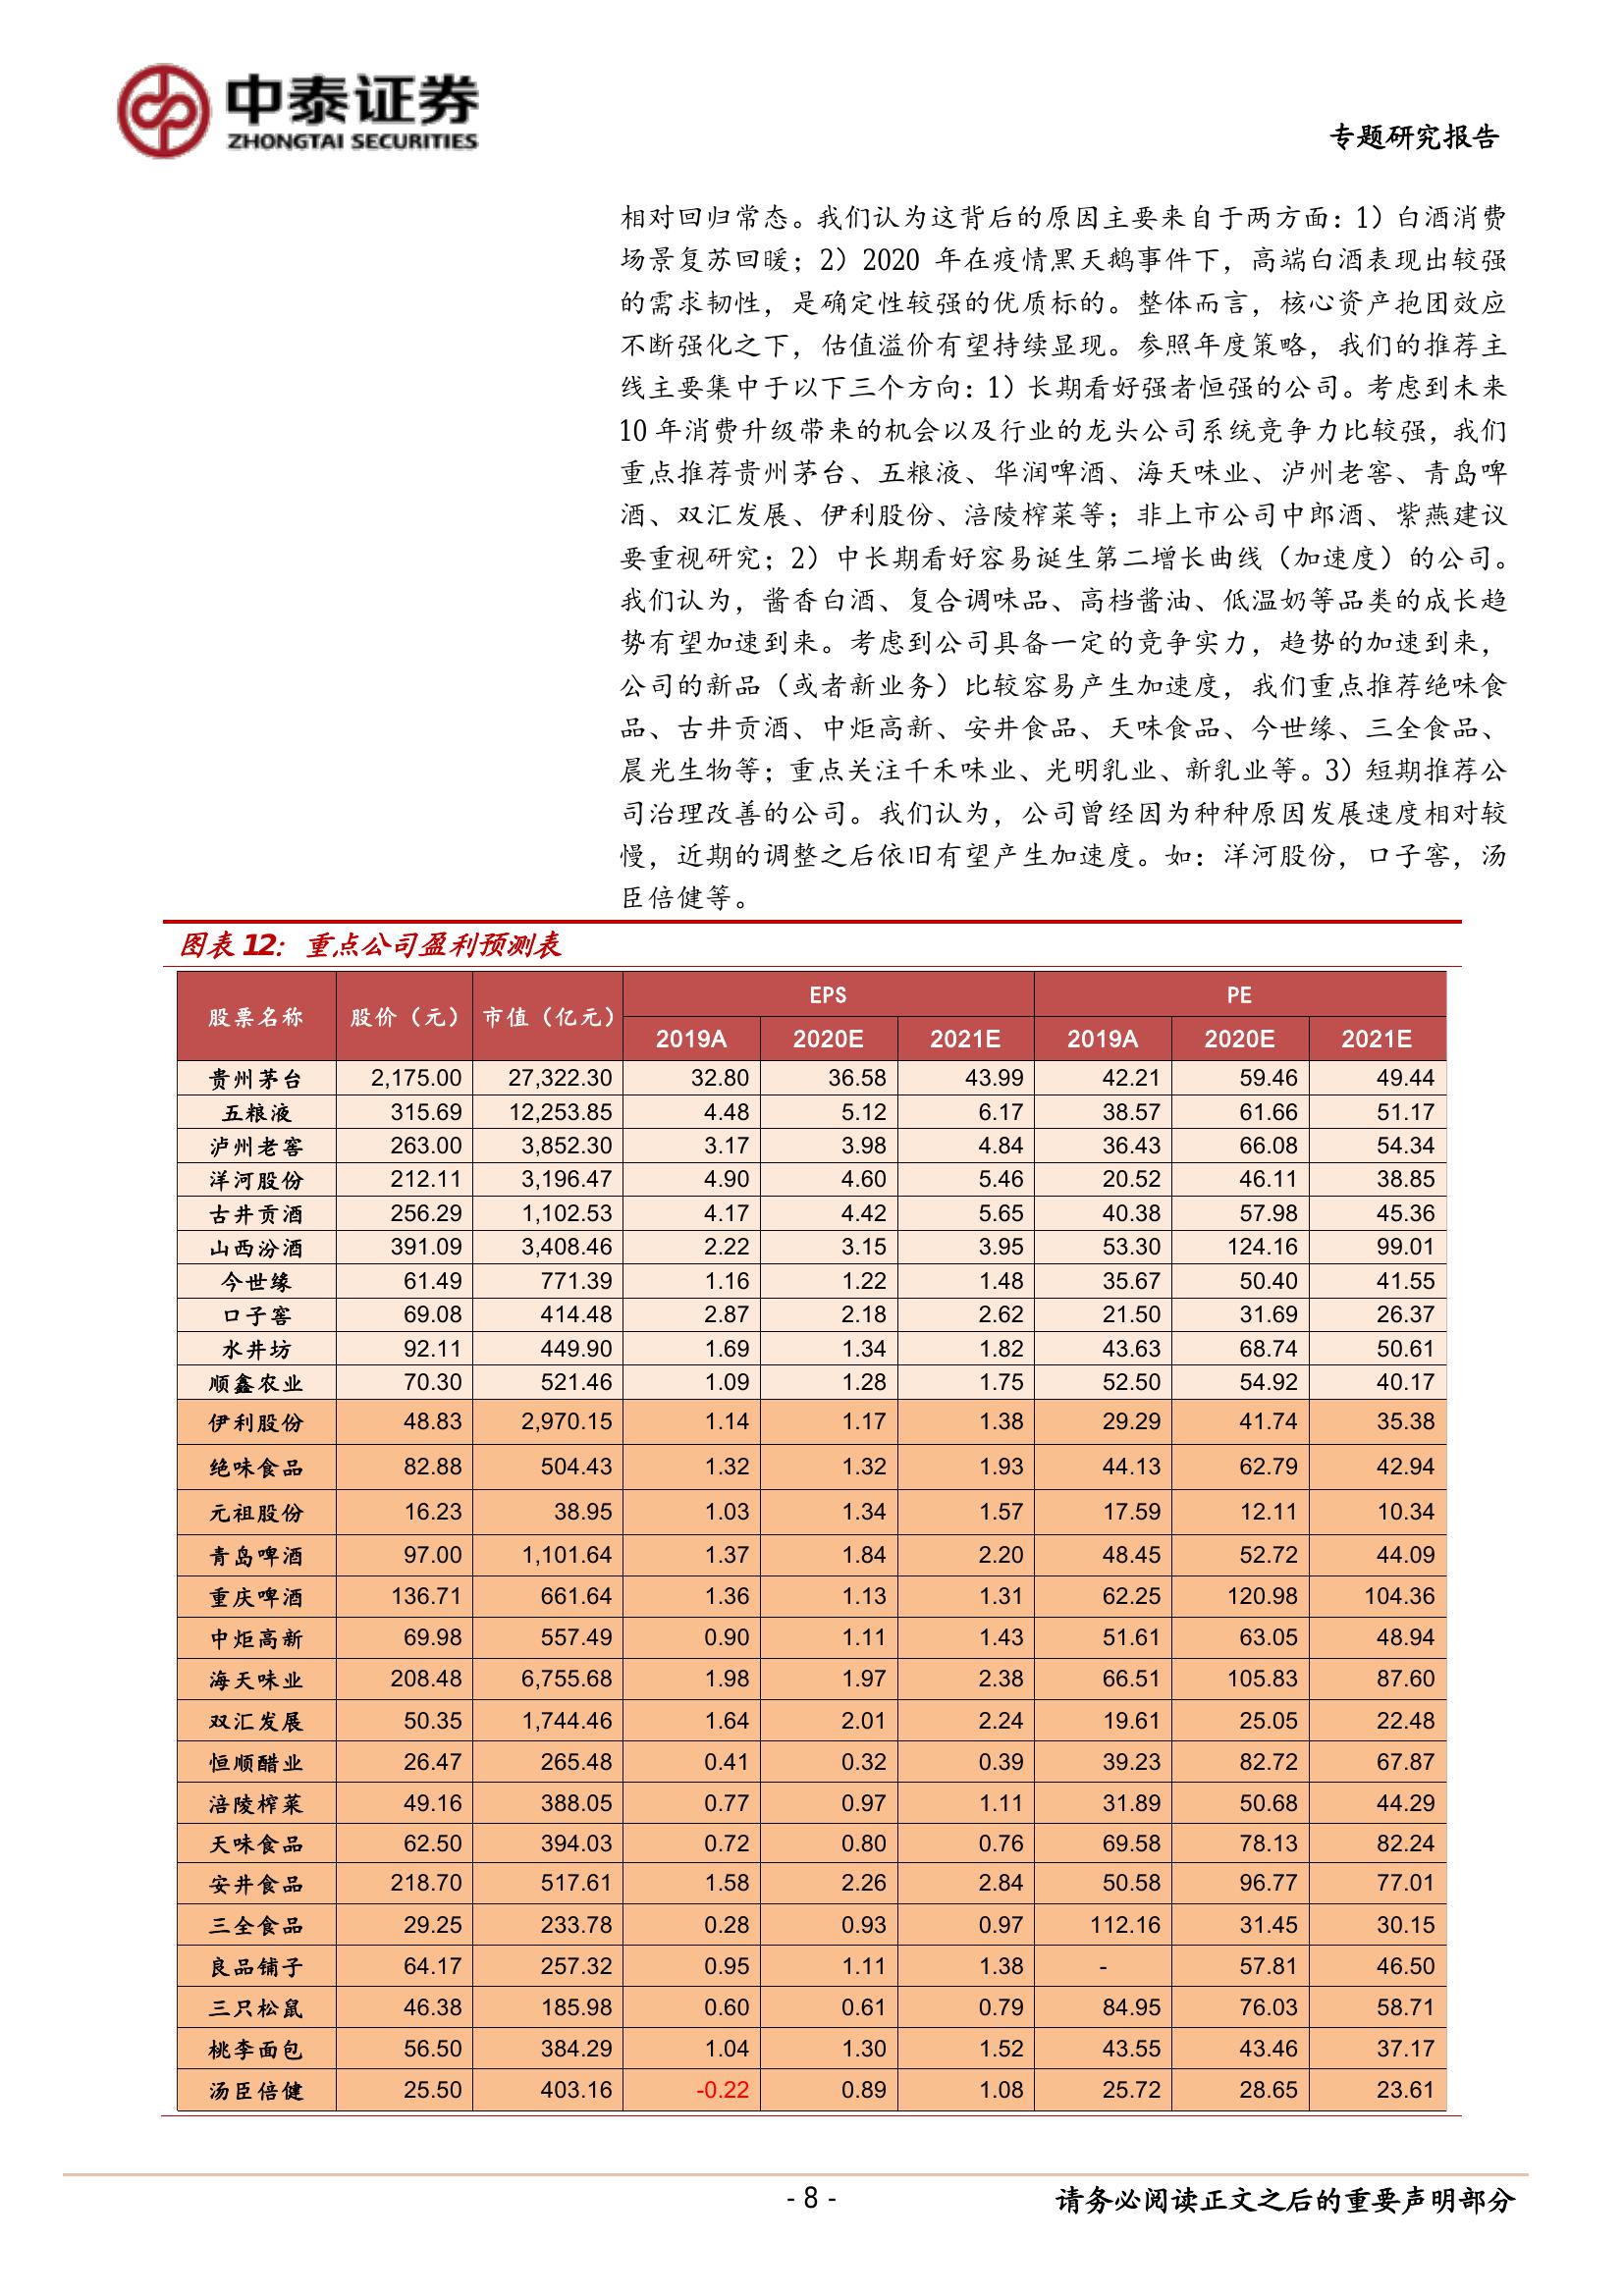 中泰证券
ZHONGTAI SECURITIES
专题研究报告
相对回归常态。我们认为这背后的原因主要来自于两方面：1）白酒消费
场景复苏回暖；2）2020 年在疫情黑天鹅事件下，高端白酒表现出较强
的需求韧性，是确定性较强的优质标的。整体而言，核心资产抱团效应
不断强化之下，估值溢价有望持续显现。参照年度策略，我们的推荐主
线主要集中于以下三个方向：1）长期看好强者恒强的公司。考虑到未来
10 年消费升级带来的机会以及行业的龙头公司系统竞争力比较强，我们
重点推荐贵州茅台、五粮液、华润啤酒、海天味业、泸州老窖、青岛啤
酒、双汇发展、伊利股份、涪陵榨菜等；非上市公司中郎酒、紫燕建议
要重视研究；2）中长期看好容易诞生第二增长曲线（加速度）的公司。
我们认为，酱香白酒、复合调味品、高档酱油、低温奶等品类的成长趋
势有望加速到来。考虑到公司具备一定的竞争实力，趋势的加速到来，
公司的新品（或者新业务）比较容易产生加速度，我们重点推荐绝味食
品、古井贡酒、中炬高新、安井食品、天味食品、今世缘、三全食品、
晨光生物等；重点关注千禾味业、光明乳业、新乳业等。3）短期推荐公
司治理改善的公司。我们认为，公司曾经因为种种原因发展速度相对较
慢，近期的调整之后依旧有望产生加速度。如：洋河股份，口子窖，汤
臣倍健等。
图表 12： 重点公司盈利预测表
股票名称 股价（元） 市值（亿元） EPS PE
2019A 2020E 2021E 2019A 2020E 2021E
贵州茅台 2,175.00 27,322.30 32.80 36.58 43.99 42.21 59.46 49.44
五粮液 315.69 12,253.85 4.48 5.12 6.17 38.57 61.66 51.17
泸州老窖 263.00 3,852.30 3.17 3.98 4.84 36.43 66.08 54.34
洋河股份 212.11 3,196.47 4.90 4.60 5.46 20.52 46.11 38.85
古井贡酒 256.29 1,102.53 4.17 4.42 5.65 40.38 57.98 45.36
山西汾酒 391.09 3,408.46 2.22 3.15 3.95 53.30 124.16 99.01
今世缘 61.49 771.39 1.16 1.22 1.48 35.67 50.40 41.55
口子窖 69.08 414.48 2.87 2.18 2.62 21.50 31.69 26.37
水井坊 92.11 449.90 1.69 1.34 1.82 43.63 68.74 50.61
顺鑫农业 70.30 521.46 1.09 1.28 1.75 52.50 54.92 40.17
伊利股份 48.83 2,970.15 1.14 1.17 1.38 29.29 41.74 35.38
绝味食品 82.88 504.43 1.32 1.32 1.93 44.13 62.79 42.94
元祖股份 16.23 38.95 1.03 1.34 1.57 17.59 12.11 10.34
青岛啤酒 97.00 1,101.64 1.37 1.84 2.20 48.45 52.72 44.09
重庆啤酒 136.71 661.64 1.36 1.13 1.31 62.25 120.98 104.36
中炬高新 69.98 557.49 0.90 1.11 1.43 51.61 63.05 48.94
海天味业 208.48 6,755.68 1.98 1.97 2.38 66.51 105.83 87.60
双汇发展 50.35 1,744.46 1.64 2.01 2.24 19.61 25.05 22.48
恒顺醋业 26.47 265.48 0.41 0.32 0.39 39.23 82.72 67.87
涪陵榨菜 49.16 388.05 0.77 0.97 1.11 31.89 50.68 44.29
天味食品 62.50 394.03 0.72 0.80 0.76 69.58 78.13 82.24
安井食品 218.70 517.61 1.58 2.26 2.84 50.58 96.77 77.01
三全食品 29.25 233.78 0.28 0.93 0.97 112.16 31.45 30.15
良品铺子 64.17 257.32 0.95 1.11 1.38 - 57.81 46.50
三只松鼠 46.38 185.98 0.60 0.61 0.79 84.95 76.03 58.71
桃李面包 56.50 384.29 1.04 1.30 1.52 43.55 43.46 37.17
汤臣倍健 25.50 403.16 -0.22 0.89 1.08 25.72 28.65 23.61
- 8 -
请务必阅读正文之后的重要声明部分